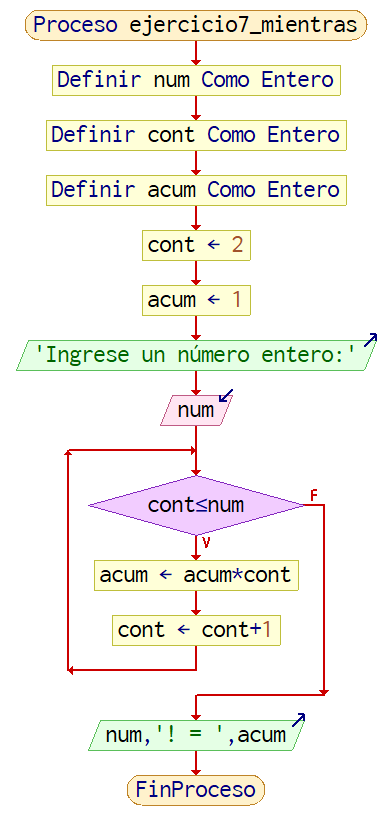 Proceso ejercicio7_mientras
Definir num Como Entero
Definir cont Como Entero
Definir acum Como Entero
cont ← 2
acum ← 1
'Ingrese un número entero:'
num
cont≤num
F
V
acum ← acum*cont
cont ← cont+1
num,'! = ',acum
FinProceso